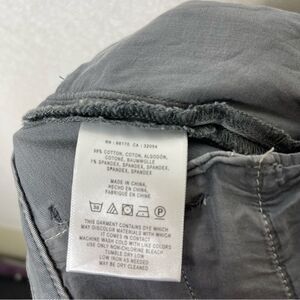 RN : 66170 CA : 32054
98% COTTON, COTON, ALGODÓN,
COTONE, BAUMWOLLE
2% SPANDEX, SPANDEX, SPANDEX,
SPANDEX, SPANDEX
MADE IN CHINA,
HECHO EN CHINA,
FABRIQUÉ EN CHINE
30
P
THIS GARMENT CONTAINS DYE WHICH
MAY DISCOLOR MATERIALS WITH WHICH
IT COMES IN CONTACT
MACHINE WASH COLD WITH LIKE COLORS
USE ONLY NON-CHLORINE BLEACH
TUMBLE DRY LOW
LOW IRON AS NEEDED
MAY BE DRY CLEANED